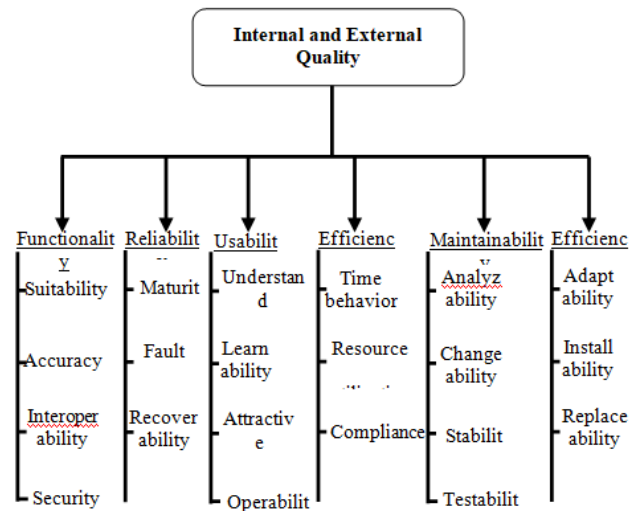 Internal and External
Quality
Functionalit
y
Suitability
Accuracy
Interoper
ability
Security
Reliabilit
Maturit
Fault
Recover
ability
Usabilit
Understan
d
Learn
ability
Attractiv
e
Operabilit
Efficienc
Time
behavior
Resource
Compliance
Maintainabilit
y
Analyz
ability
Change
ability
Stabilit
Testabilit
Efficienc
Adapt
ability
Install
ability
Replace
ability